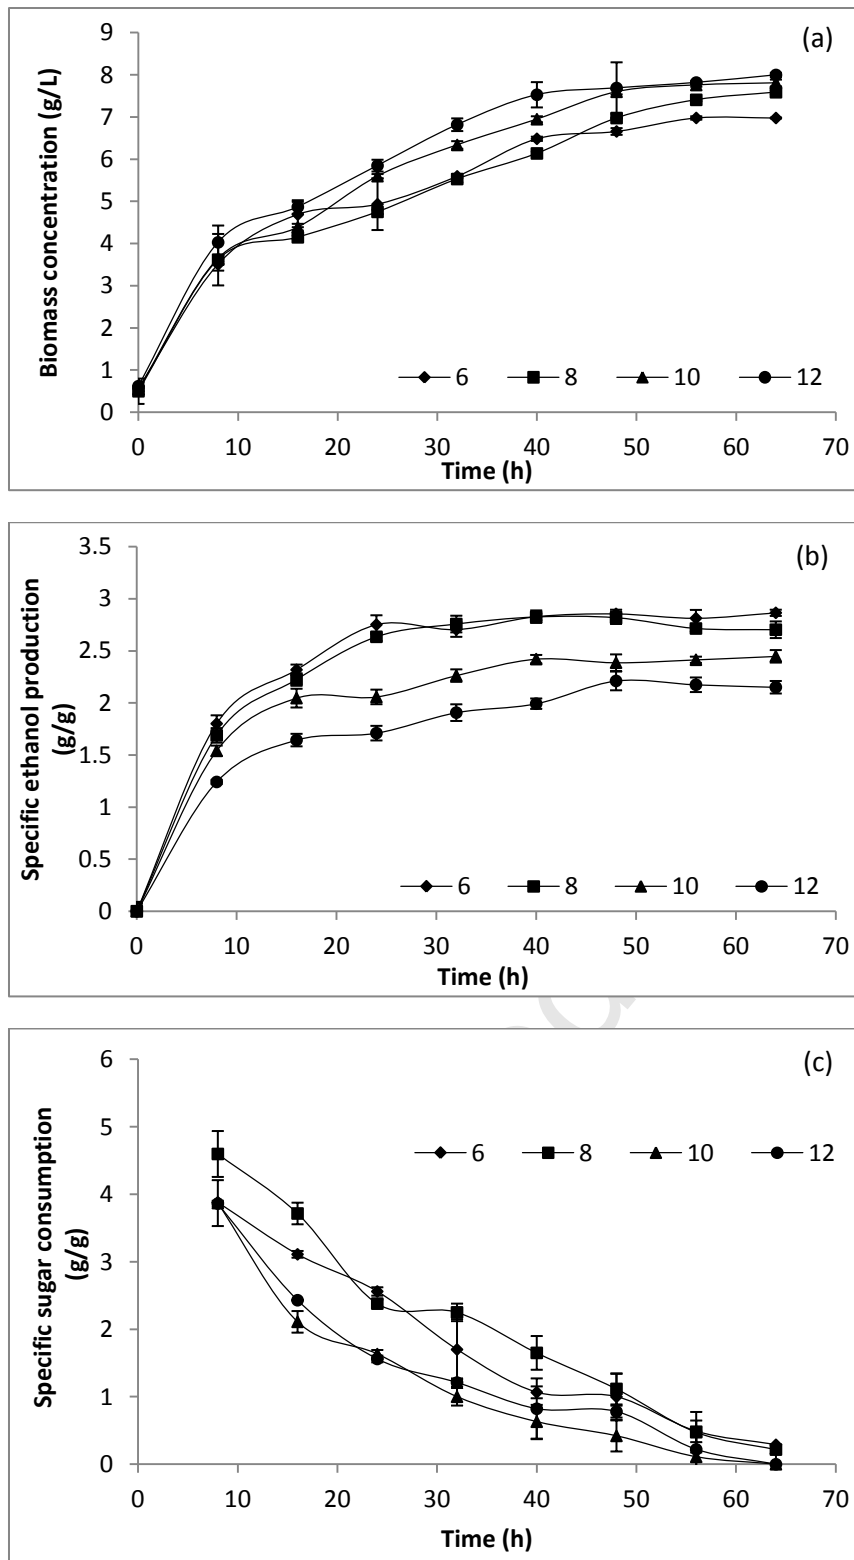 (a)
Biomass concentration (g/L)
9
8
7
6
5
4
3
2
1
0
6 8 10 12
0 10 20 30 40 50 60 70
Time (h)
(b)
Specific ethanol production
(g/g)
3.5
3
2.5
2
1.5
1
0.5
0
6 8 10 12
0 10 20 30 40 50 60 70
Time (h)
(c)
Specific sugar consumption
(g/g)
6
5
4
3
2
1
0
6 8 10 12
0 10 20 30 40 50 60 70
Time (h)